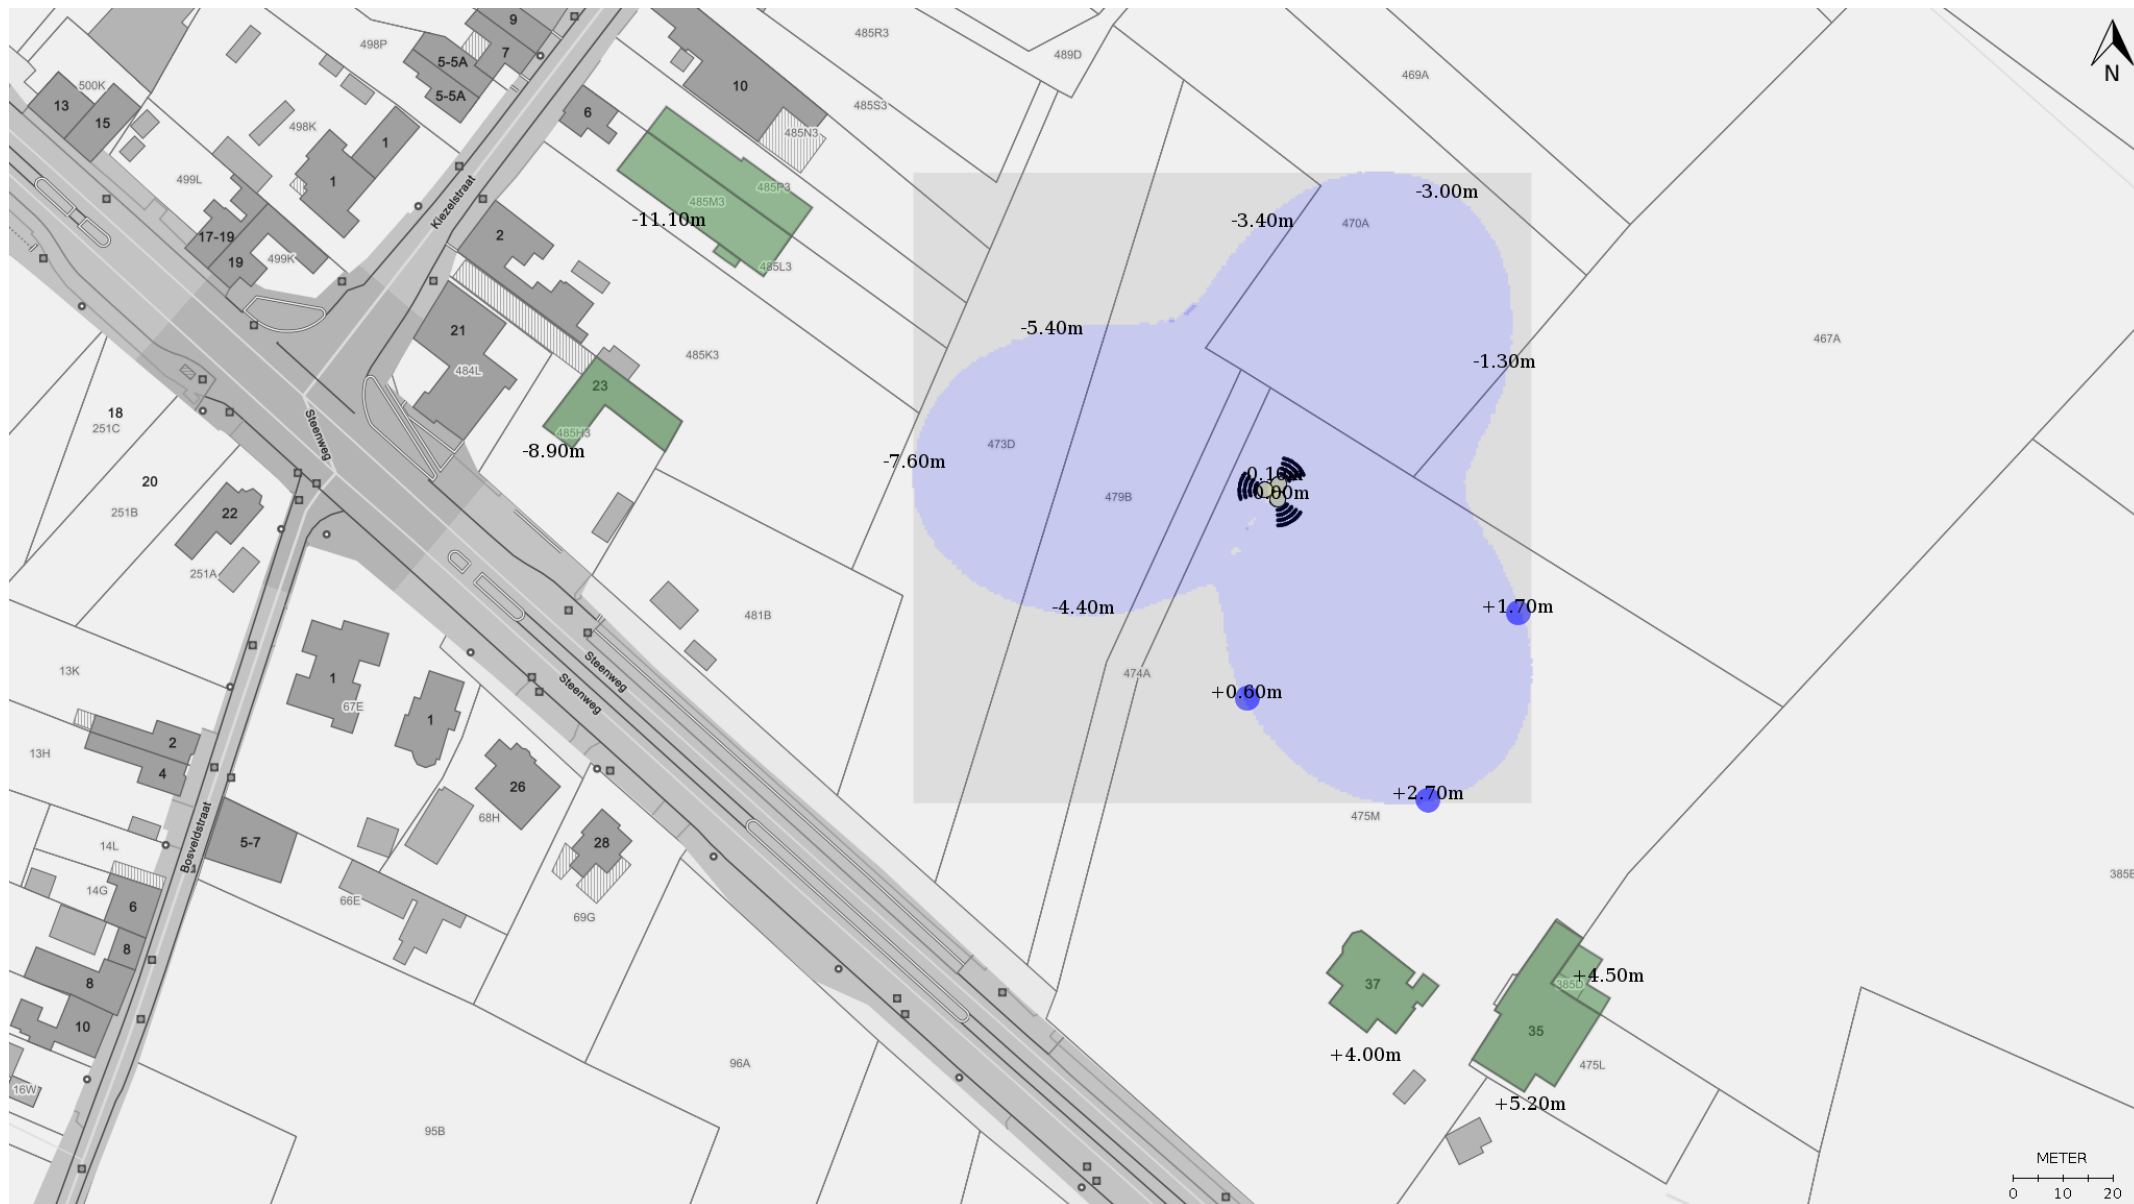 9
498P
7
5-5A
5-5A
10
485R3
489D
469A
N
500K
13
15
498K
1
1
6
485S3
485N3
499L
Kiezelstraat
485P3
485M3
-11.10m
-3.00m
-3.40m
470A
17-19
19
499K
2
485L3
21
484L
485K3
-5.40m
467A
-1.30m
23
485H3
-8.90m
18
251C
Steenweg
473D
-7.60m
20
251B
22
479B
0.00m
251A
+1.70m
481B
-4.40m
13K
1
67E
1
Steenweg
Steenweg
474A
+0.60m
2
4
13H
26
68H
+2.70m
475M
14L
5-7
Bosveldstraat
28
14G
6
66E
69G
8
8
10
37
+4.50m
385D
35
+4.00m
475L
96A
16W
+5.20m
95B
METER
0 10 20